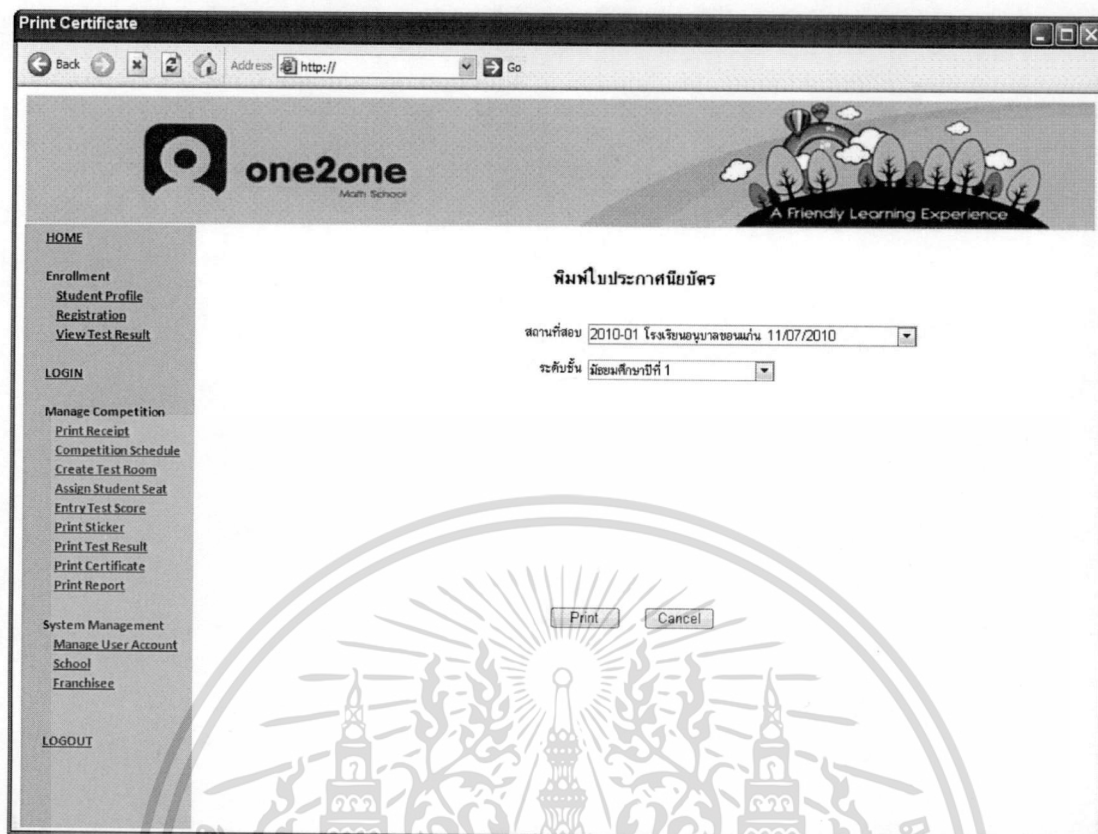 Print Certificate
Back Address http:// Go
one2one
Math School
A Friendly Learning Experience
HOME
Enrollment
Student Profile
Registration
View Test Result
LOGIN
Manage Competition
Print Receipt
Competition Schedule
Create Test Room
Assign Student Seat
Entry Test Score
Print Sticker
Print Test Result
Print Certificate
Print Report
System Management
Manage User Account
School
Franchisee
LOGOUT
พิมพ์ใบประกาศนียบัตร
สถานที่สอบ 2010-01 โรงเรียนอนุบาลขอนแก่น 11/07/2010
ระดับชั้น มัธยมศึกษาปีที่ 1
Print Cancel